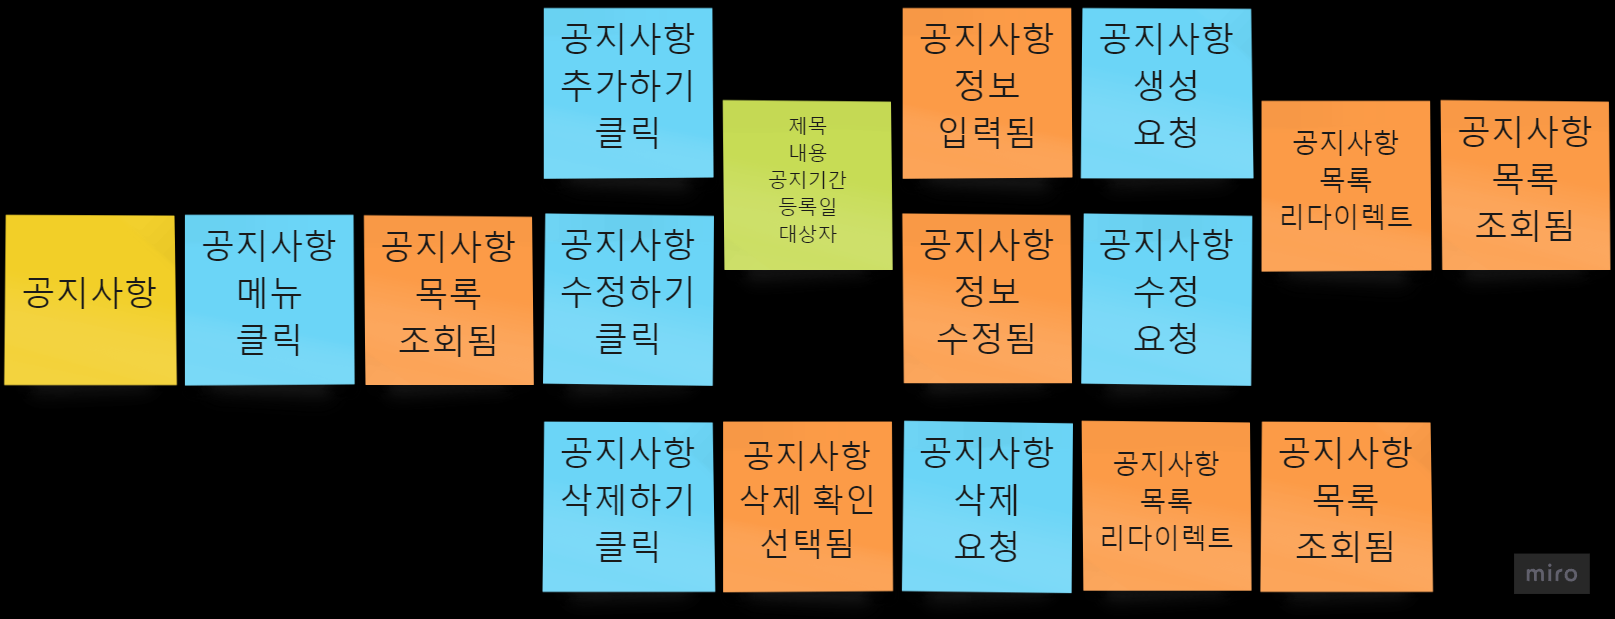 공지사항
공지사항
메뉴
클릭
공지사항
목록
조회됨
공지사항
추가하기
클릭
제목
내용
공지기간
등록일
대상자
공지사항
정보
입력됨
공지사항
생성
요청
공지사항
목록
리다이렉트
공지사항
목록
조회됨
공지사항
수정하기
클릭
공지사항
정보
수정됨
공지사항
수정
요청
공지사항
삭제하기
클릭
공지사항
삭제 확인
선택됨
공지사항
삭제
요청
공지사항
목록
리다이렉트
공지사항
목록
조회됨
miro